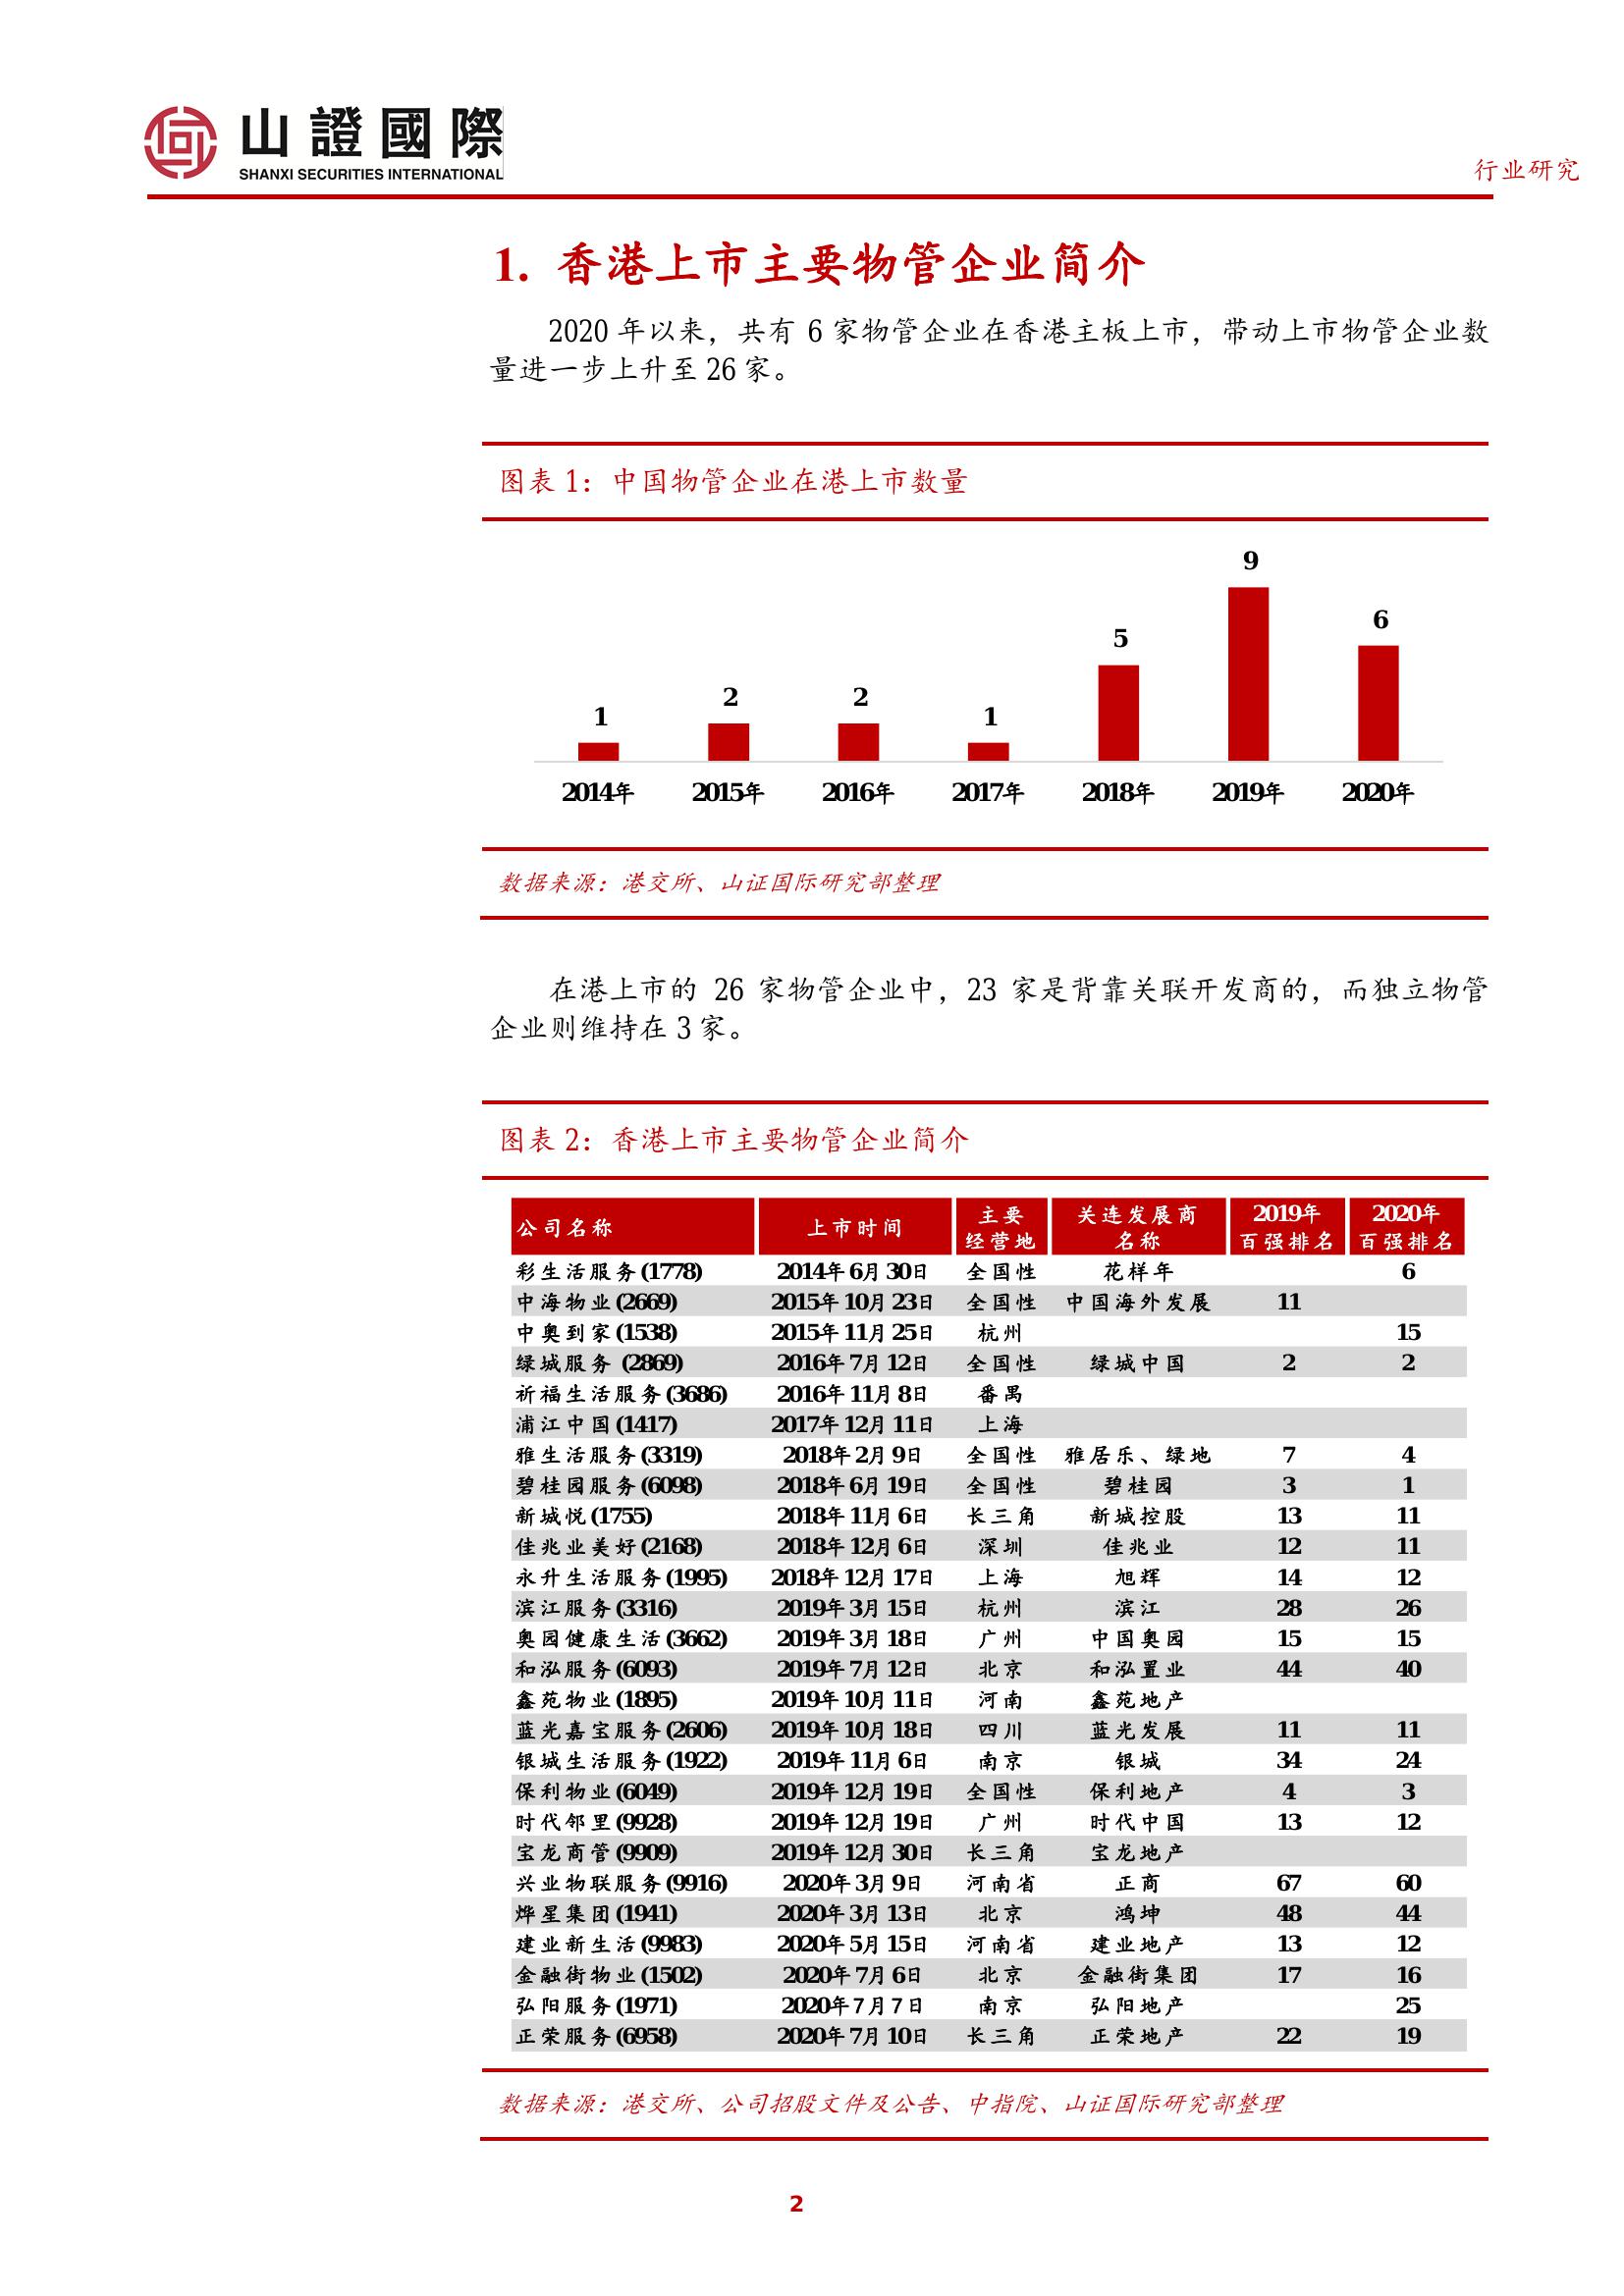 山證國際
SHANXI SECURITIES INTERNATIONAL
行业研究
1. 香港上市主要物管企业简介
2020 年以来，共有 6 家物管企业在香港主板上市，带动上市物管企业数
量进一步上升至 26 家。
图表 1：中国物管企业在港上市数量
1 2 2 1 5 9 6
2014年 2015年 2016年 2017年 2018年 2019年 2020年
数据来源：港交所、山证国际研究部整理
在港上市的 26 家物管企业中，23 家是背靠关联开发商的，而独立物管
企业则维持在 3 家。
图表 2：香港上市主要物管企业简介
公司名称 上市时间 主要经营地 关连发展商名称 2019年百强排名 2020年百强排名
彩生活服务(1778) 2014年6月30日 全国性 花样年 6
中海物业(2669) 2015年10月23日 全国性 中国海外发展 11
中奥到家(1538) 2015年11月25日 杭州 15
绿城服务 (2869) 2016年7月12日 全国性 绿城中国 2 2
祈福生活服务(3686) 2016年11月8日 番禺
浦江中国(1417) 2017年12月11日 上海
雅生活服务(3319) 2018年2月9日 全国性 雅居乐、绿地 7 4
碧桂园服务(6098) 2018年6月19日 全国性 碧桂园 3 1
新城悦(1755) 2018年11月6日 长三角 新城控股 13 11
佳兆业美好(2168) 2018年12月6日 深圳 佳兆业 12 11
永升生活服务(1995) 2018年12月17日 上海 旭辉 14 12
滨江服务(3316) 2019年3月15日 杭州 滨江 28 26
奥园健康生活(3662) 2019年3月18日 广州 中国奥园 15 15
和泓服务(6093) 2019年7月12日 北京 和泓置业 44 40
鑫苑物业(1895) 2019年10月11日 河南 鑫苑地产
蓝光嘉宝服务(2606) 2019年10月18日 四川 蓝光发展 11 11
银城生活服务(1922) 2019年11月6日 南京 银城 34 24
保利物业(6049) 2019年12月19日 全国性 保利地产 4 3
时代邻里(9928) 2019年12月19日 广州 时代中国 13 12
宝龙商管(9909) 2019年12月30日 长三角 宝龙地产
兴业物联服务(9916) 2020年3月9日 河南省 正商 67 60
烨星集团(1941) 2020年3月13日 北京 鸿坤 48 44
建业新生活(9983) 2020年5月15日 河南省 建业地产 13 12
金融街物业(1502) 2020年7月6日 北京 金融街集团 17 16
弘阳服务(1971) 2020年7月7日 南京 弘阳地产 25
正荣服务(6958) 2020年7月10日 长三角 正荣地产 22 19
数据来源：港交所、公司招股文件及公告、中指院、山证国际研究部整理
2